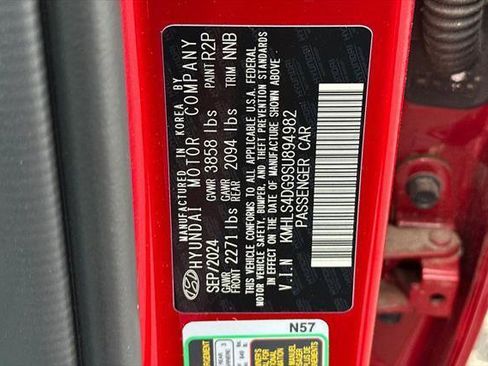 MANUFACTURED IN KOREA BY
HYUNDAI MOTOR COMPANY
SEP/2024 GVWR 3858 lbs PAINT R2P
GAWR FRONT 2271 lbs GAWR REAR 2094 lbs TRIM NNB
THIS VEHICLE CONFORMS TO ALL APPLICABLE U.S.A. FEDERAL
MOTOR VEHICLE SAFETY, BUMPER, AND THEFT PREVENTION STANDARDS
IN EFFECT ON THE DATE OF MANUFACTURE SHOWN ABOVE.
V.I.N KMHLS4DG9SU894982
PASSENGER CAR
N57
MANUEL